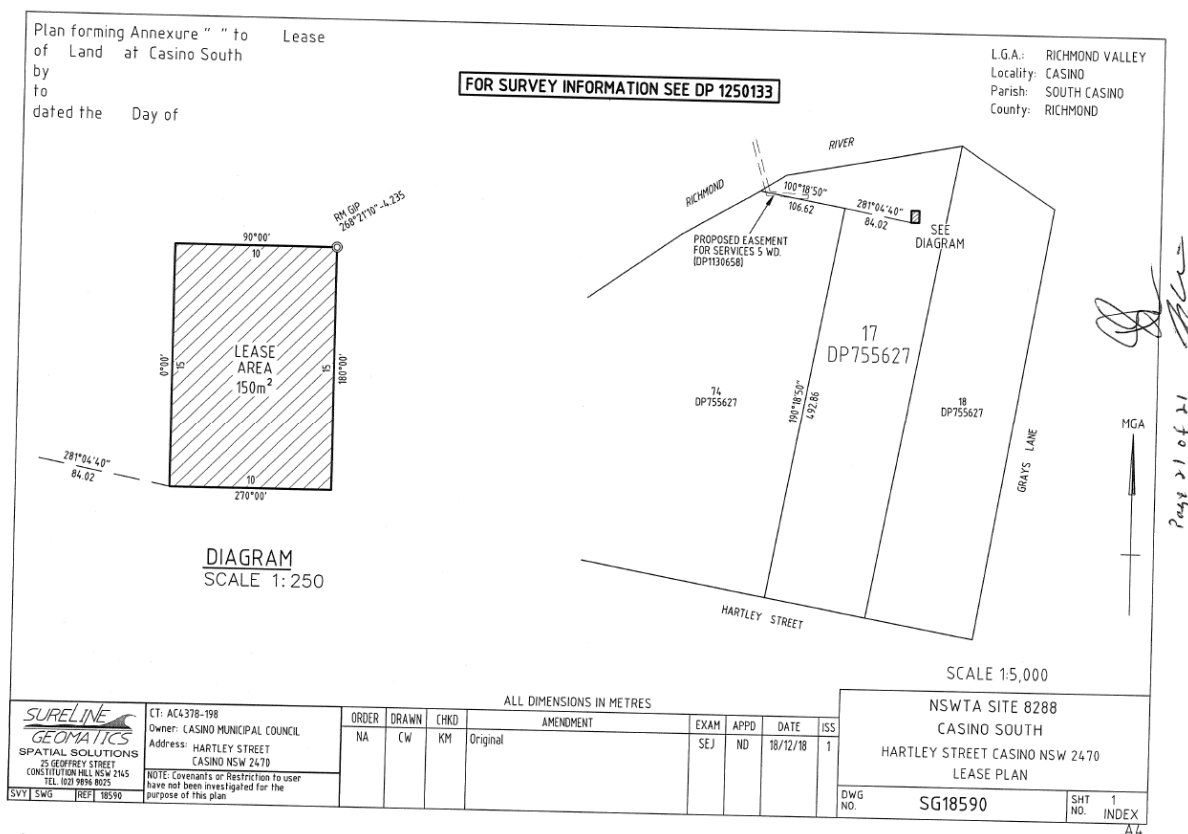 Plan forming Annexure “ ” to Lease
of Land at Casino South
by
to
dated the Day of
FOR SURVEY INFORMATION SEE DP 1250133
L.G.A.: RICHMOND VALLEY
Locality: CASINO
Parish: SOUTH CASINO
County: RICHMOND
RM GIP
268°21'10"-4.235
90°00'
10
0°00'
15
LEASE
AREA
150m²
15
180°00'
10
270°00'
281°04'40"
84.02
DIAGRAM
SCALE 1:250
RICHMOND
RIVER
100°18'50"
106.62
281°04'40"
84.02
SEE
DIAGRAM
PROPOSED EASEMENT
FOR SERVICES 5 WD.
(DP1130658)
17
DP755627
74
DP755627
190°18'50"
492.86
18
DP755627
GRAYS LANE
HARTLEY STREET
MGA
Page 21 of 21
SCALE 1:5,000
ALL DIMENSIONS IN METRES
SURELINE
GEOMATICS
SPATIAL SOLUTIONS
25 GEOFFREY STREET
CONSTITUTION HILL NSW 2145
TEL. (02) 9896 8025
SVY SWG REF 18590
CT: AC4378-198
Owner: CASINO MUNICIPAL COUNCIL
Address: HARTLEY STREET
CASINO NSW 2470
NOTE: Covenants or Restriction to user
have not been investigated for the
purpose of this plan
ORDER DRAWN CHKD AMENDMENT EXAM APPD DATE ISS
NA CW KM Original SEJ ND 18/12/18 1
NSWTA SITE 8288
CASINO SOUTH
HARTLEY STREET CASINO NSW 2470
LEASE PLAN
DWG
NO. SG18590
SHT 1
NO. INDEX
A4